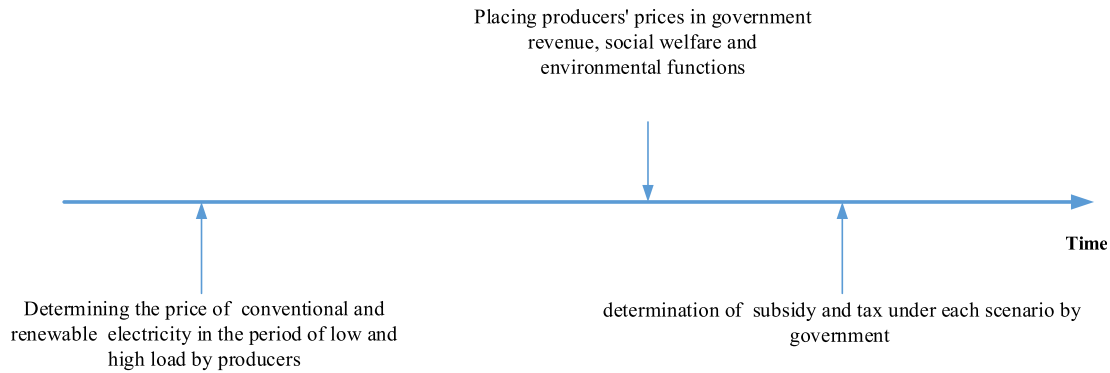 Placing producers' prices in government
revenue, social welfare and
environmental functions
Time
Determining the price of conventional and
renewable electricity in the period of low and
high load by producers
determination of subsidy and tax under each scenario by
government